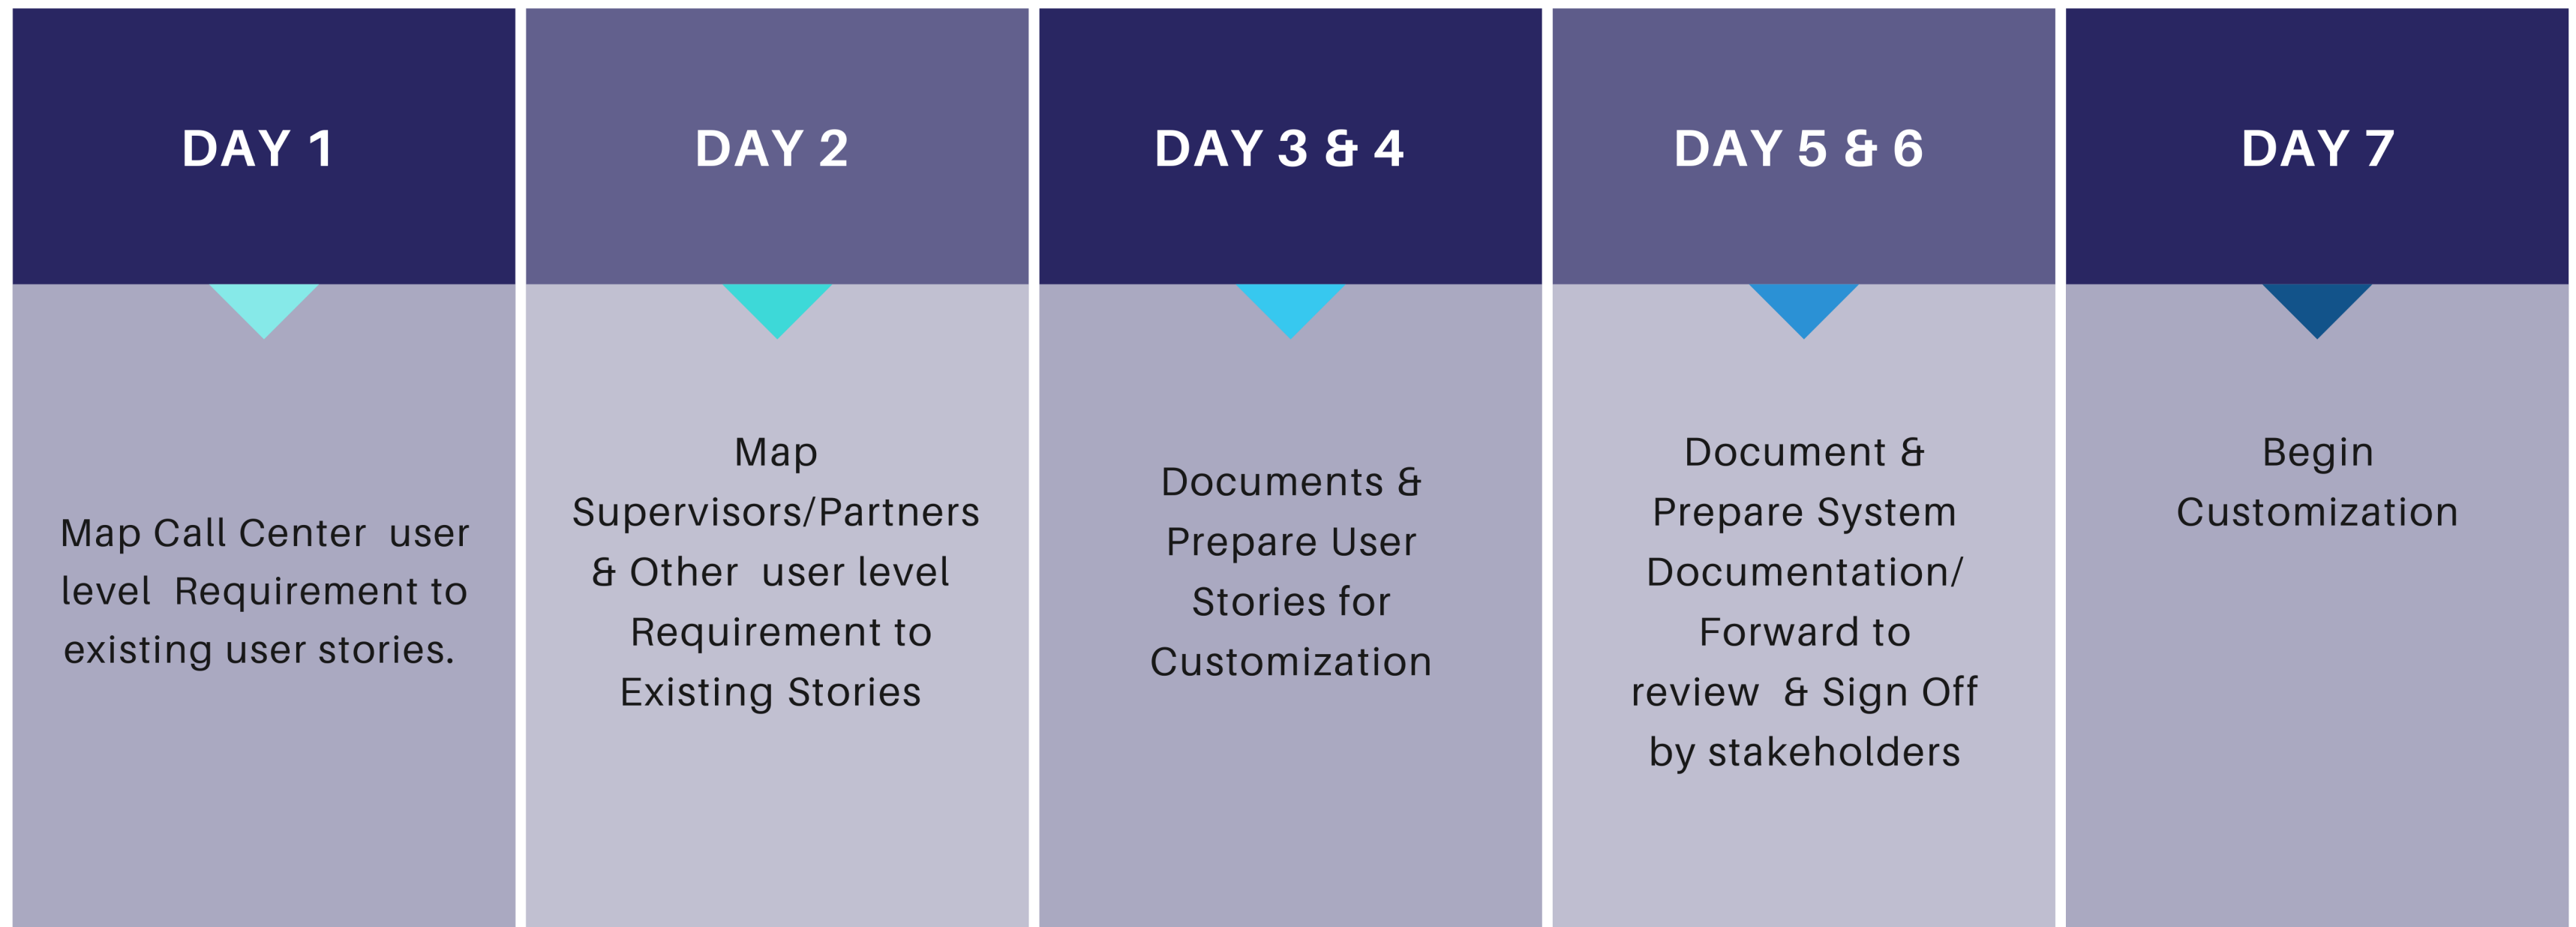 DAY 1
Map Call Center  user
level  Requirement to
existing user stories.
DAY 2
Map
Supervisors/Partners
& Other  user level
Requirement to
Existing Stories
DAY 3 & 4
Documents &
Prepare User
Stories for
Customization
DAY 5 & 6
Document &
Prepare System
Documentation/
Forward to
review  & Sign Off
by stakeholders
DAY 7
Begin
Customization